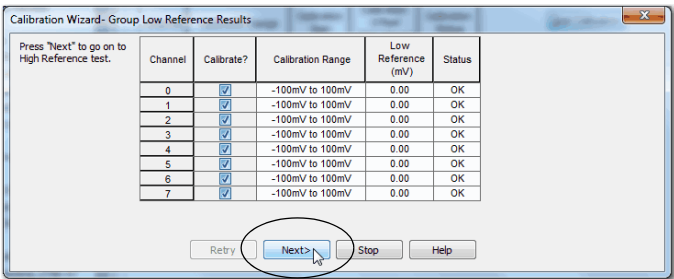 Calibration Wizard- Group Low Reference Results
Press "Next" to go on to
High Reference test.
Channel Calibrate? Calibration Range Low Reference (mV) Status
0 -100mV to 100mV 0.00 OK
1 -100mV to 100mV 0.00 OK
2 -100mV to 100mV 0.00 OK
3 -100mV to 100mV 0.00 OK
4 -100mV to 100mV 0.00 OK
5 -100mV to 100mV 0.00 OK
6 -100mV to 100mV 0.00 OK
7 -100mV to 100mV 0.00 OK
Retry Next> Stop Help